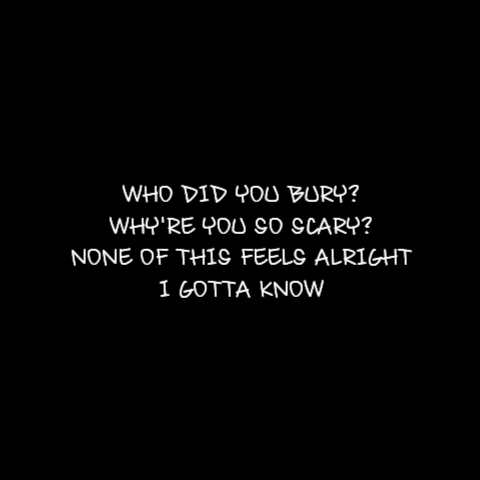 WHO DID YOU BURY?
WHY'RE YOU SO SCARY?
NONE OF THIS FEELS ALRIGHT
I GOTTA KNOW